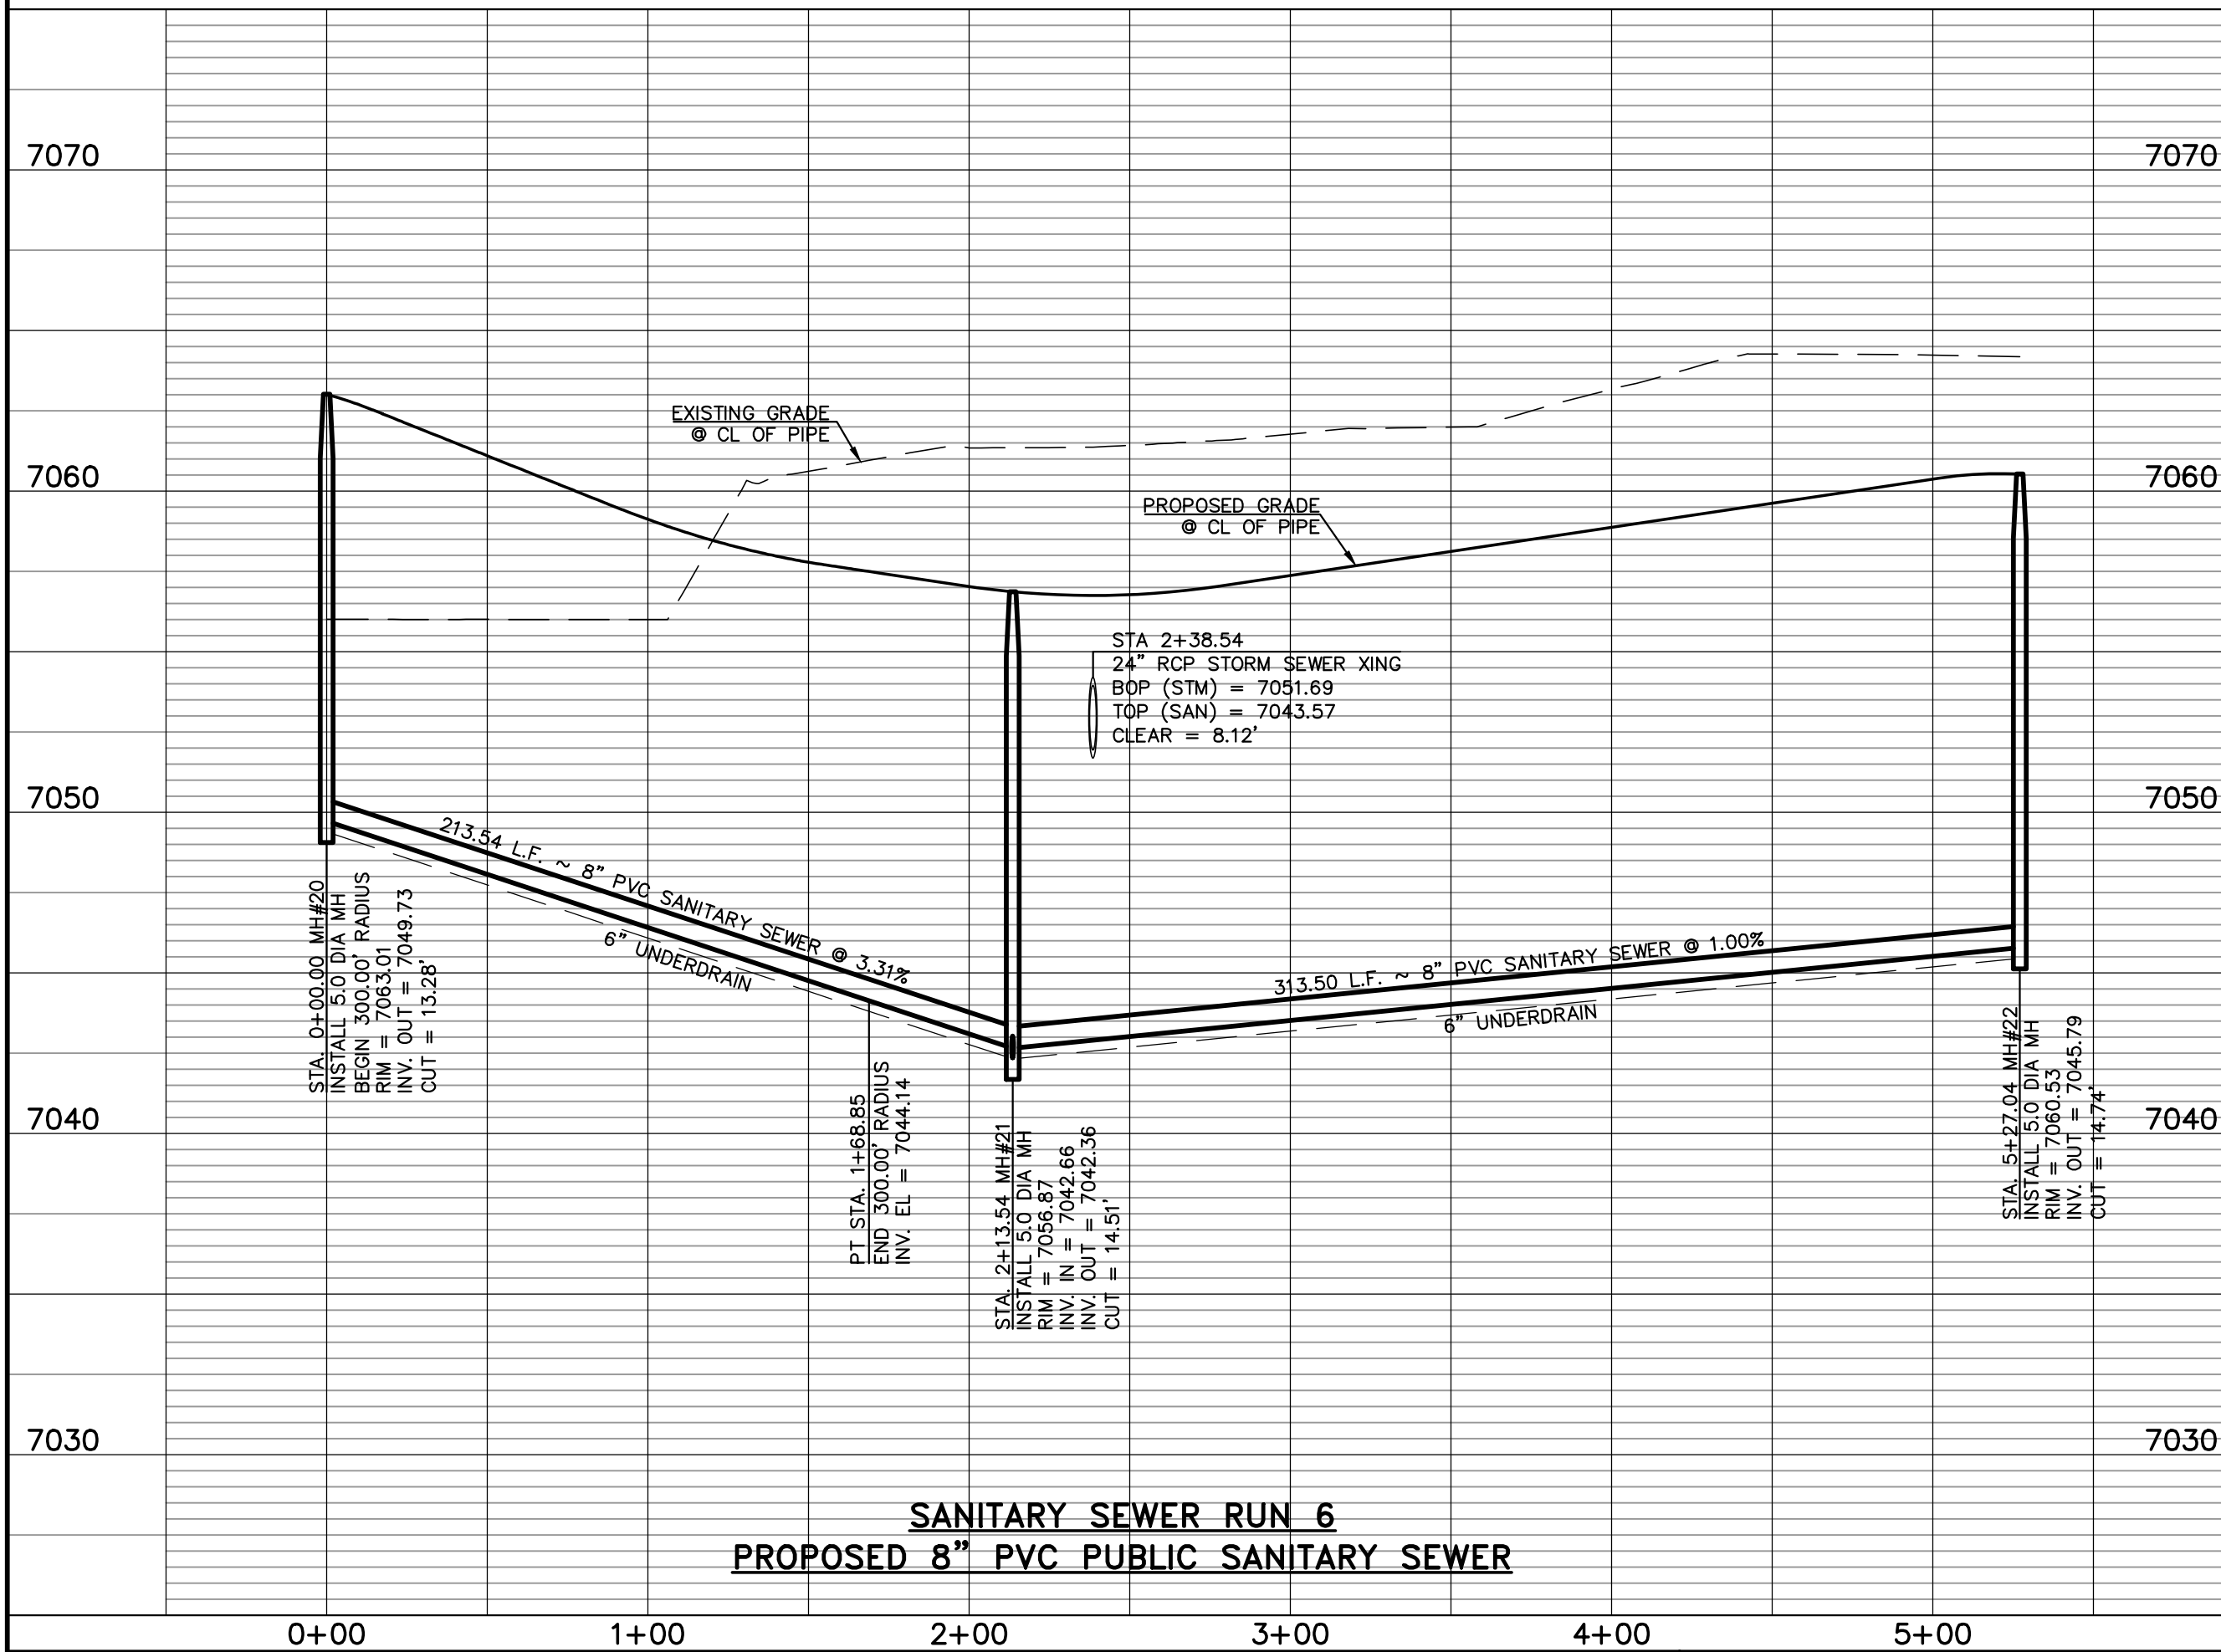 7070
7070
7060
7060
7050
7050
7040
7040
7030
7030
EXISTING GRADE
@ CL OF PIPE
PROPOSED GRADE
@ CL OF PIPE
STA 2+38.54
24" RCP STORM SEWER XING
BOP (STM) = 7051.69
TOP (SAN) = 7043.57
CLEAR = 8.12'
213.54 L.F. ~ 8" PVC SANITARY SEWER @ 3.31%
6" UNDERDRAIN
313.50 L.F. ~ 8" PVC SANITARY SEWER @ 1.00%
6" UNDERDRAIN
STA. 0+00.00 MH#20
INSTALL 5.0 DIA MH
BEGIN 300.00' RADIUS
RIM = 7063.01
INV. OUT = 7049.73
CUT = 13.28'
PT STA. 1+68.85
END 300.00' RADIUS
INV. EL = 7044.14
STA. 2+13.54 MH#21
INSTALL 5.0 DIA MH
RIM = 7056.87
INV. IN = 7042.66
INV. OUT = 7042.36
CUT = 14.51'
STA. 5+27.04 MH#22
INSTALL 5.0 DIA MH
RIM = 7060.53
INV. OUT = 7045.79
CUT = 14.74'
SANITARY SEWER RUN 6
PROPOSED 8" PVC PUBLIC SANITARY SEWER
0+00
1+00
2+00
3+00
4+00
5+00